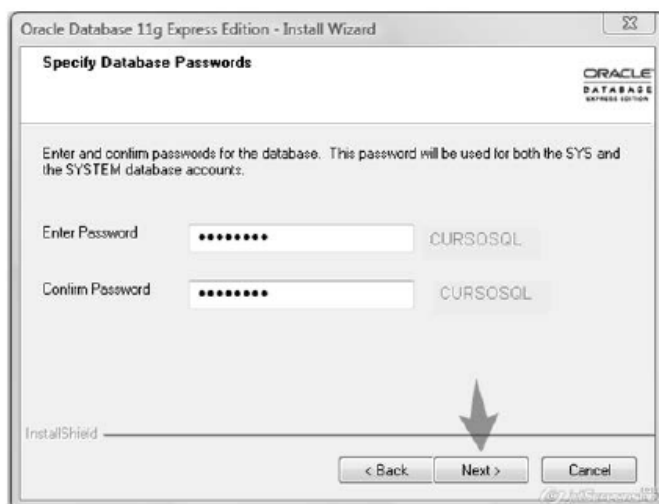 Oracle Database 11g Express Edition - Install Wizard
Specify Database Passwords
ORACLE
DATABASE
EXPRESS EDITION
Enter and confirm passwords for the database. This password will be used for both the SYS and
the SYSTEM database accounts.
Enter Password •••••••• CURSOSQL
Confirm Password •••••••• CURSOSQL
InstallShield
< Back Next > Cancel